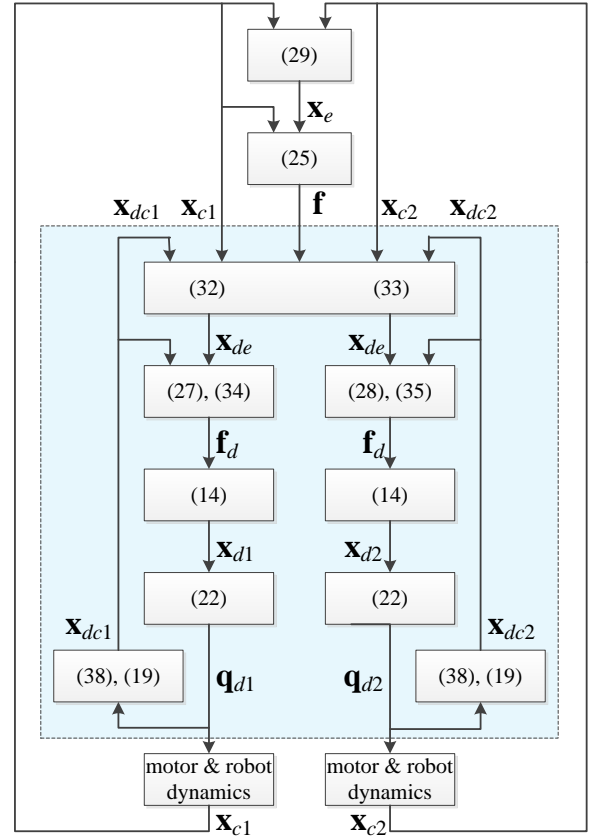 (29)
x_e
(25)
x_dc1 x_c1 f x_c2 x_dc2
(32) (33)
x_de x_de
(27), (34) (28), (35)
f_d f_d
(14) (14)
x_d1 x_d2
(22) (22)
x_dc1 x_dc2
(38), (19) q_d1 q_d2 (38), (19)
motor & robot motor & robot
dynamics dynamics
x_c1 x_c2